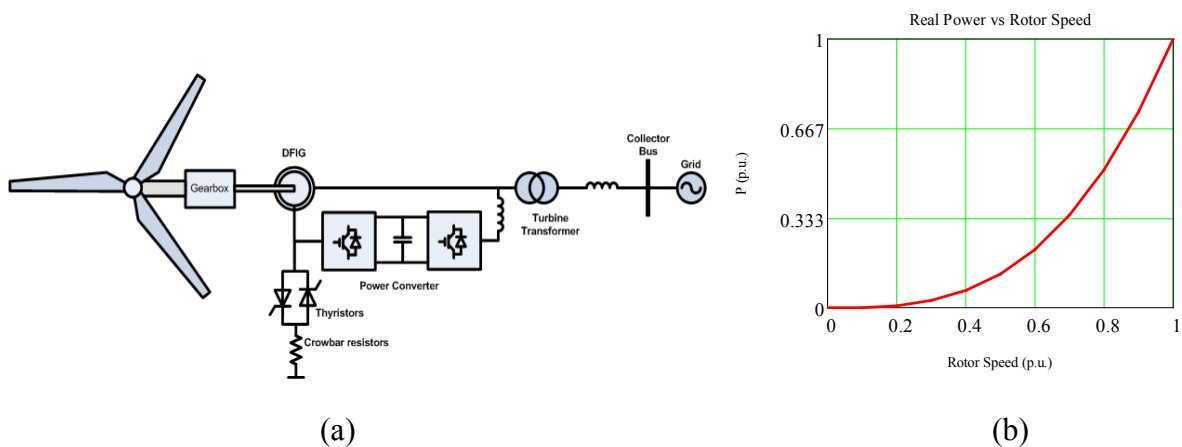 DFIG
Gearbox
Collector
Bus
Grid
Turbine
Transformer
Power Converter
Thyristors
Crowbar resistors
(a)
Real Power vs Rotor Speed
P (p.u.)
1
0.667
0.333
0
0 0.2 0.4 0.6 0.8 1
Rotor Speed (p.u.)
(b)